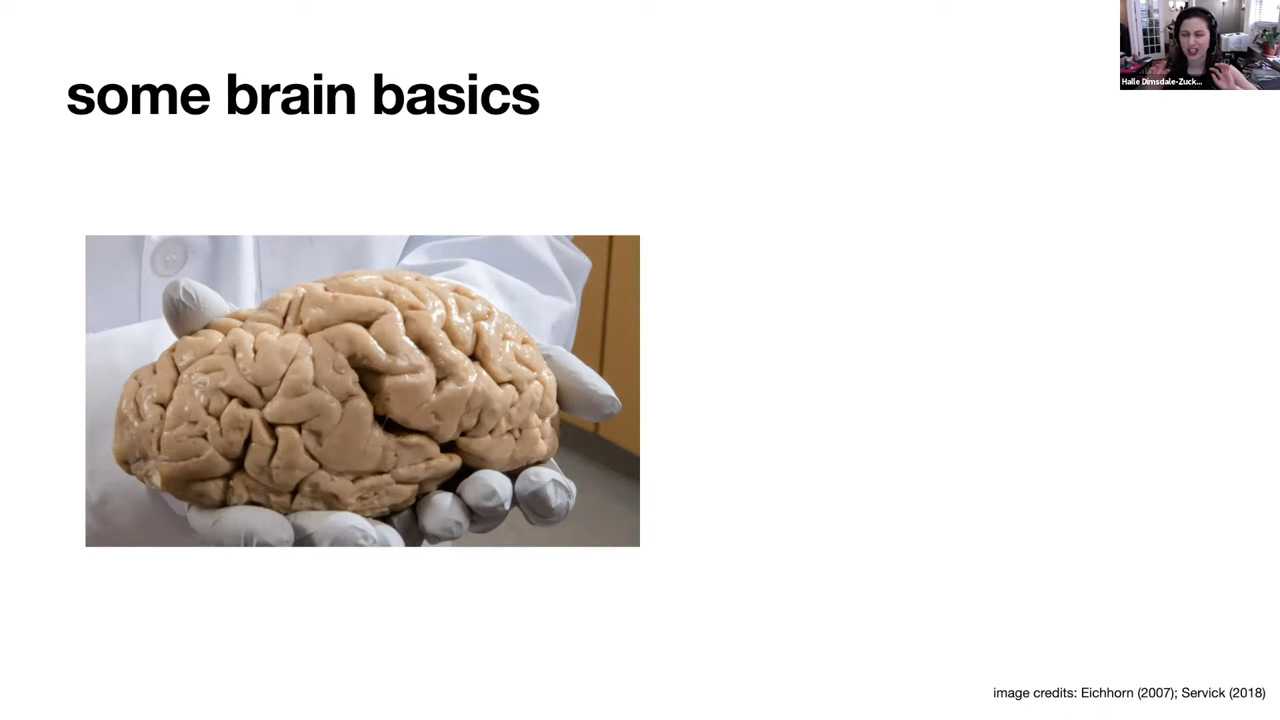 some brain basics
Halle Dimsdale-Zuck...
image credits: Eichhorn (2007); Servick (2018)